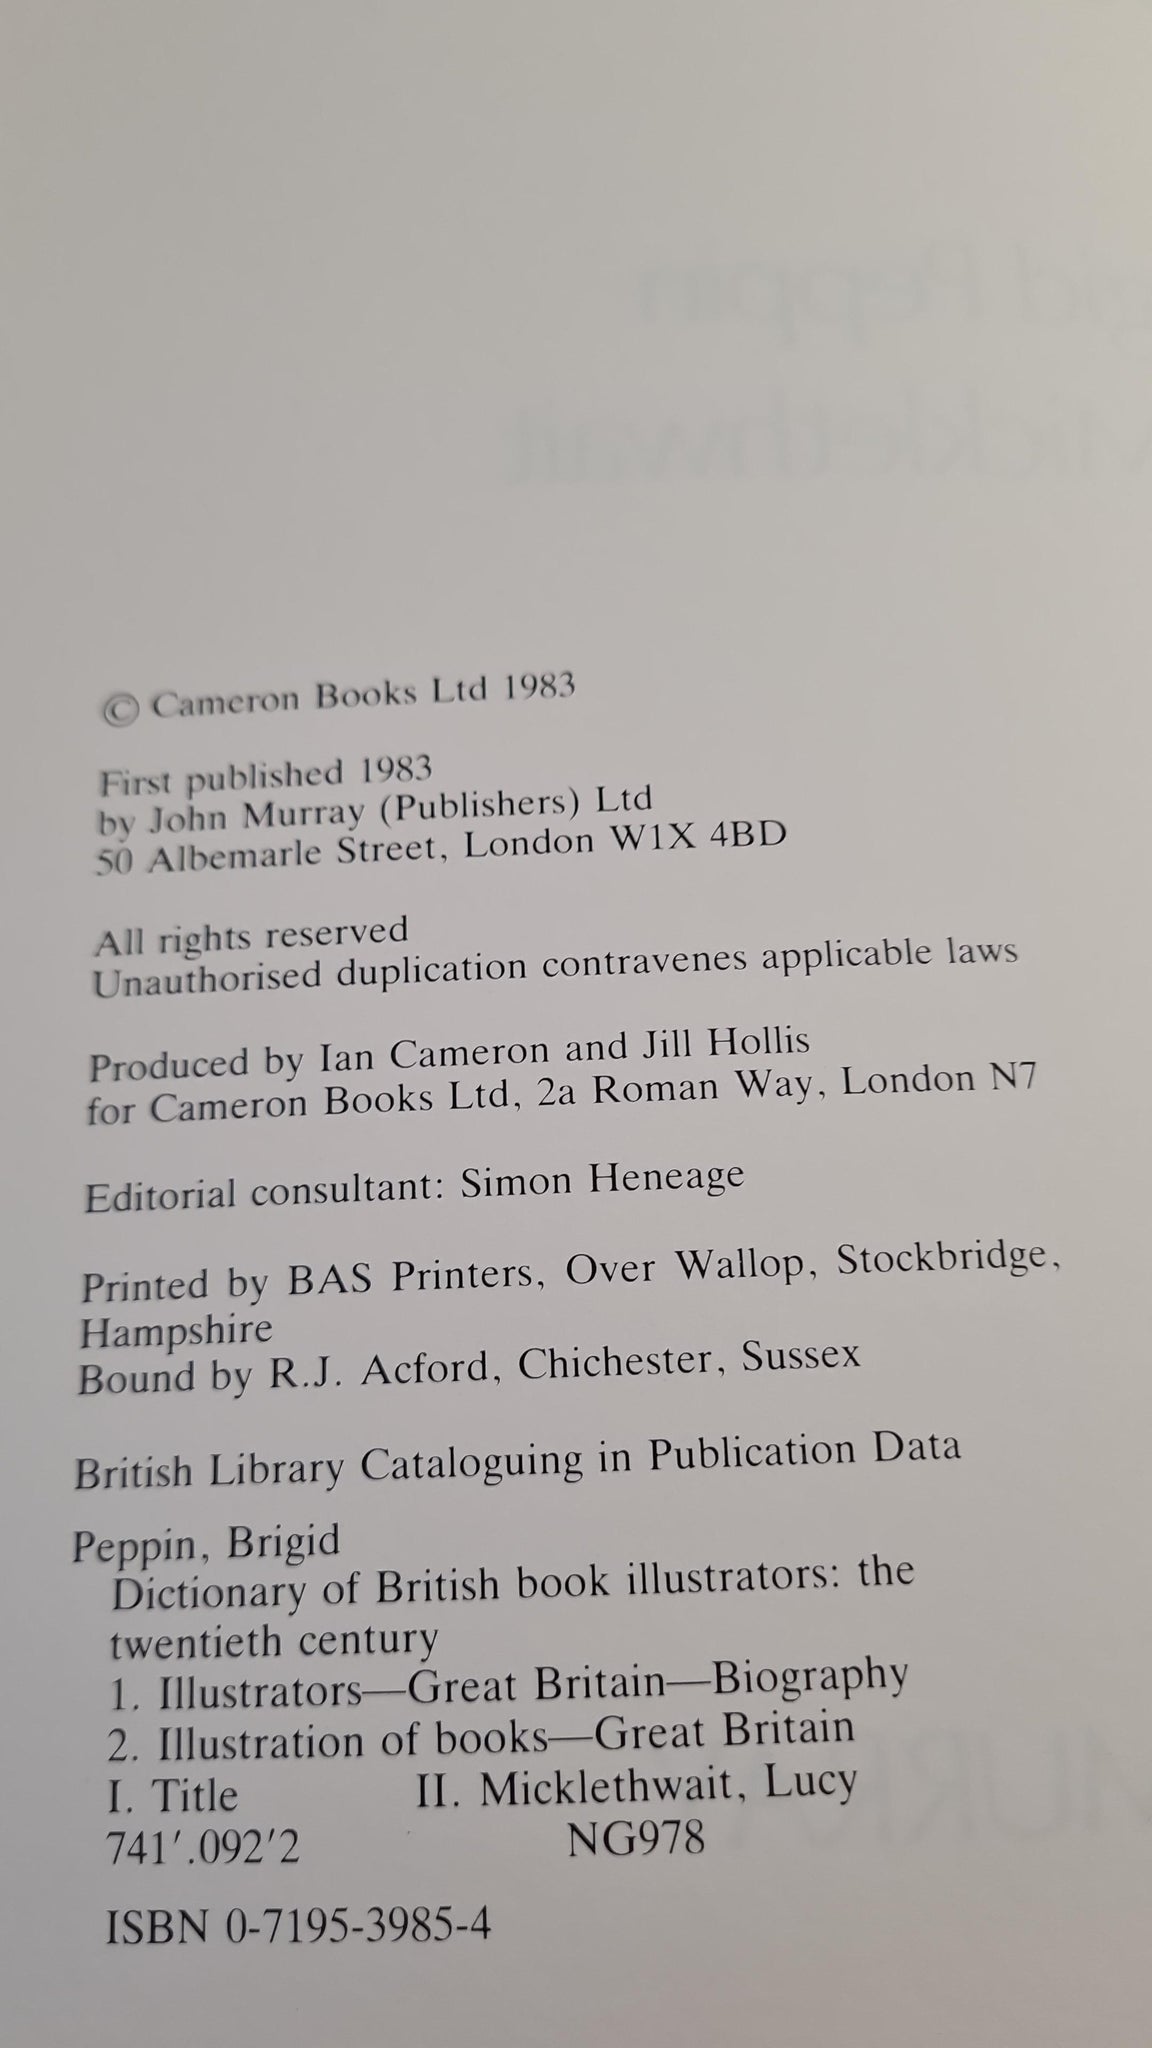 © Cameron Books Ltd 1983
First published 1983
by John Murray (Publishers) Ltd
50 Albemarle Street, London W1X 4BD
All rights reserved
Unauthorised duplication contravenes applicable laws
Produced by Ian Cameron and Jill Hollis
for Cameron Books Ltd, 2a Roman Way, London N7
Editorial consultant: Simon Heneage
Printed by BAS Printers, Over Wallop, Stockbridge,
Hampshire
Bound by R.J. Acford, Chichester, Sussex
British Library Cataloguing in Publication Data
Peppin, Brigid
Dictionary of British book illustrators: the
twentieth century
1. Illustrators—Great Britain—Biography
2. Illustration of books—Great Britain
I. Title II. Micklethwait, Lucy
741′.092′2 NG978
ISBN 0-7195-3985-4